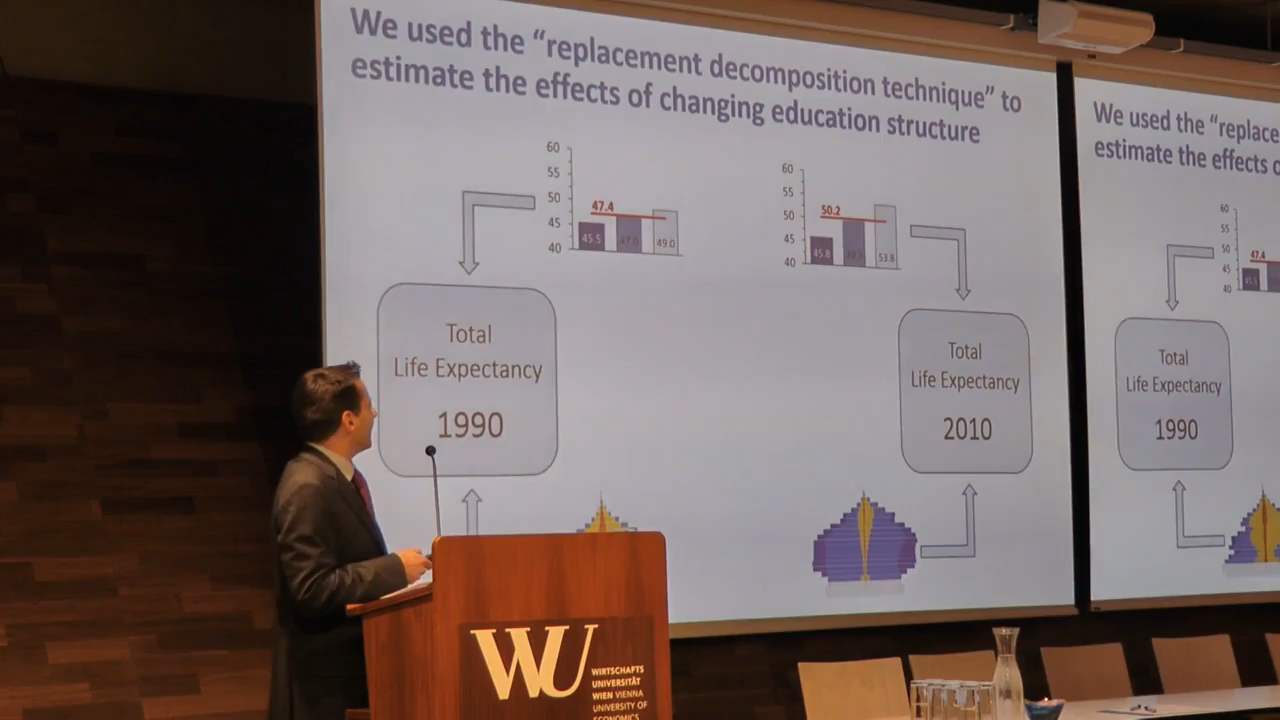 We used the “replacement decomposition technique” to
estimate the effects of changing education structure
60
55
50
45
40
47.4
45.5
47.9
49.0
60
55
50
45
40
50.2
45.8
53.8
Total
Life Expectancy
1990
Total
Life Expectancy
2010
We used the “replace
estimate the effects o
60
55
50
45
40
47.4
Total
Life Expectancy
1990
WU
WIRTSCHAFTS
UNIVERSITÄT
WIEN VIENNA
UNIVERSITY OF
ECONOMICS